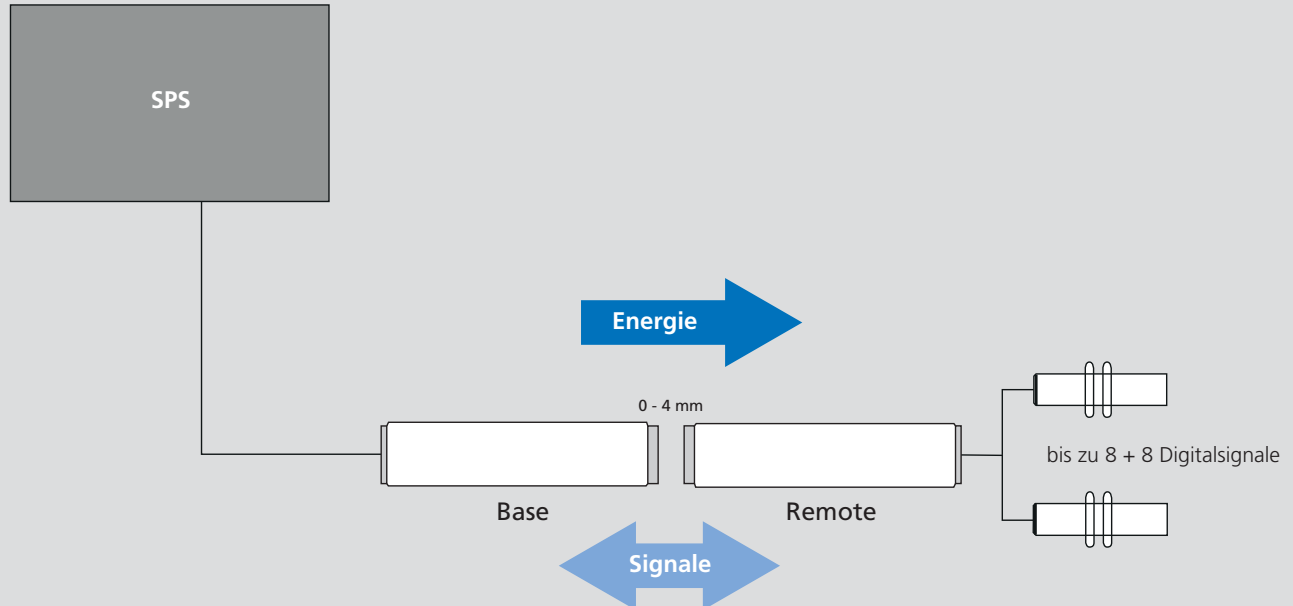 SPS
Energie
0 - 4 mm
bis zu 8 + 8 Digitalsignale
Base
Remote
Signale